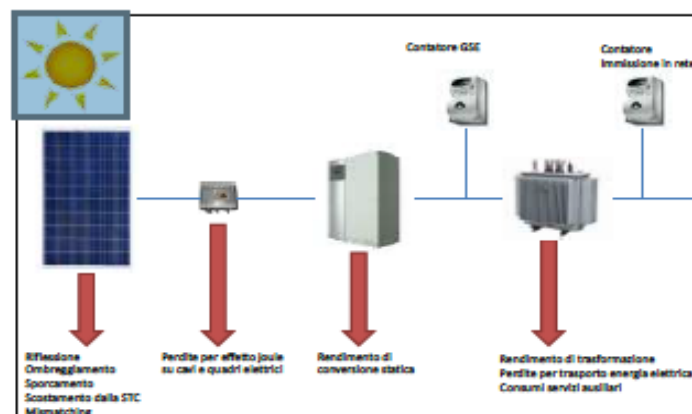 Contatore GSE
Contatore
immissione in rete
Riflessione
Ombreggiamento
Sporcamento
Scostamento dalla STC
Mismatching
Perdite per effetto joule
su cavi e quadri elettrici
Rendimento di
conversione statica
Rendimento di trasformazione
Perdite per trasporto energia elettrica
Consumi servizi ausiliari